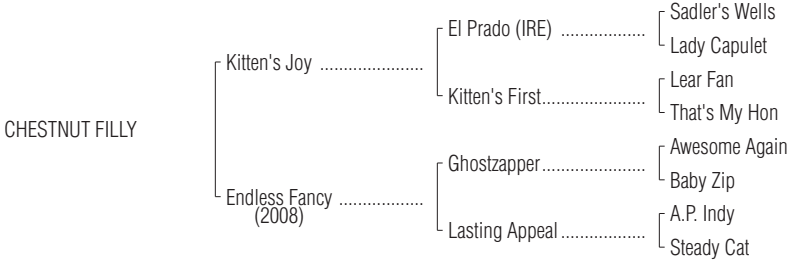 Sadler's Wells
El Prado (IRE) ...................
Lady Capulet
Kitten's Joy ......................
Lear Fan
Kitten's First......................
That's My Hon
CHESTNUT FILLY
Awesome Again
Ghostzapper......................
Baby Zip
Endless Fancy ..................
(2008)
A.P. Indy
Lasting Appeal..................
Steady Cat